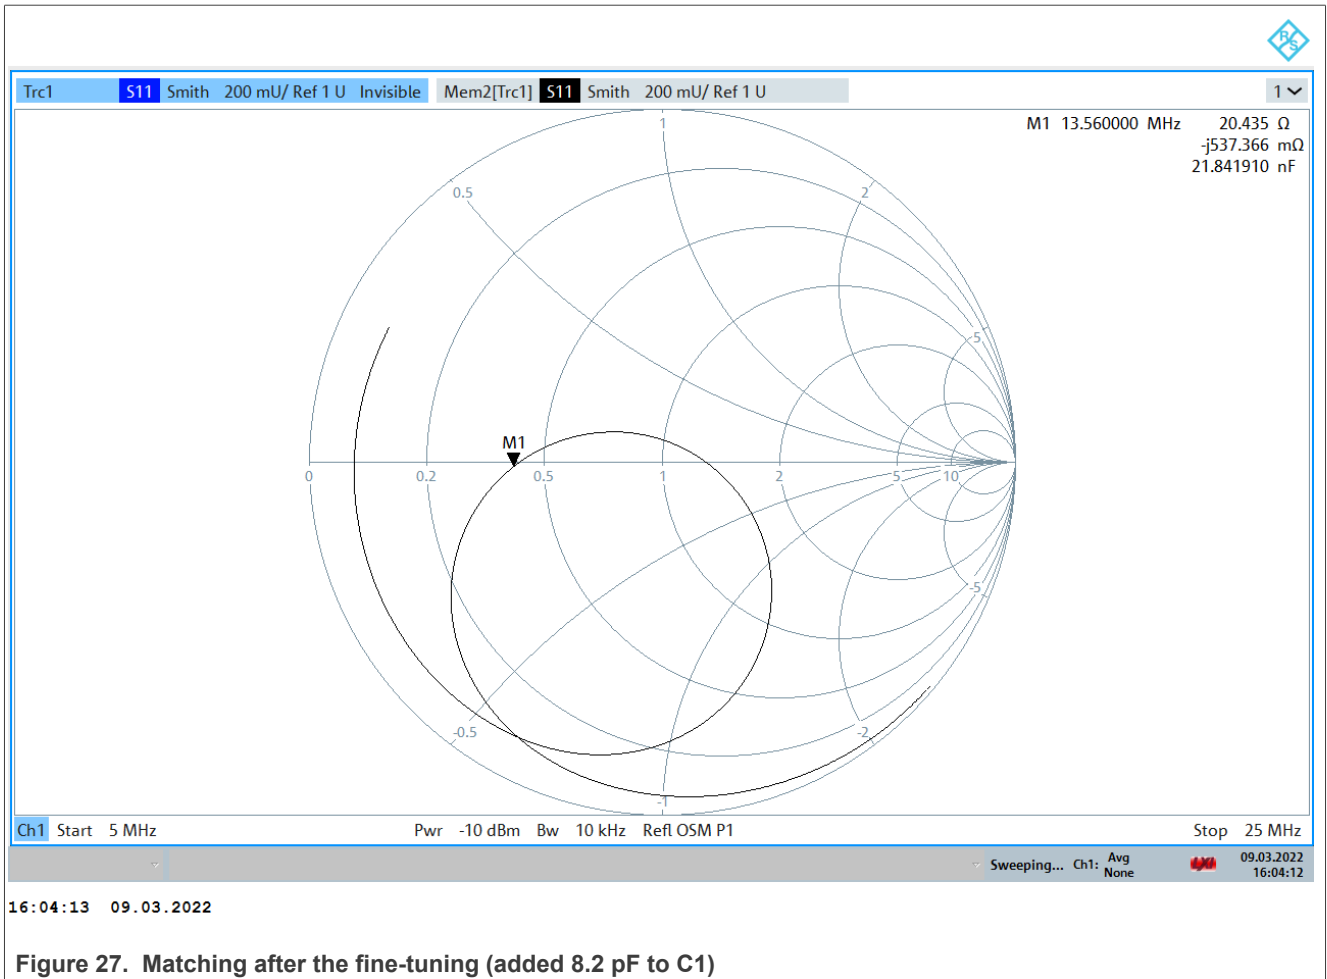 R&S
Trc1 S11 Smith 200 mU/ Ref 1 U Invisible Mem2[Trc1] S11 Smith 200 mU/ Ref 1 U 1
M1 13.560000 MHz 20.435 Ω
-j537.366 mΩ
21.841910 nF
1
0.5 2
5
M1
0 0.2 0.5 1 2 5 10
-5
-0.5 -2
-1
Ch1 Start 5 MHz Pwr -10 dBm Bw 10 kHz Refl OSM P1 Stop 25 MHz
Sweeping... Ch1: Avg None LXI 09.03.2022 16:04:12
16:04:13 09.03.2022
Figure 27. Matching after the fine-tuning (added 8.2 pF to C1)